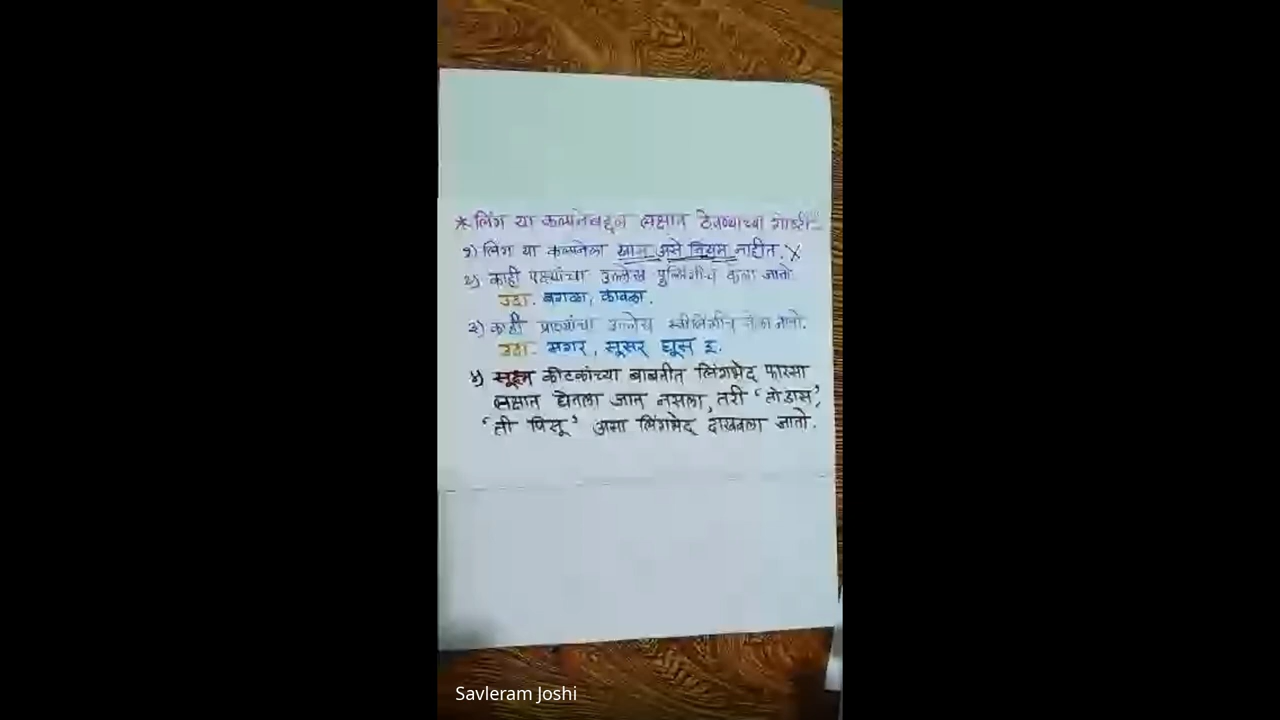 * लिंग या कल्पनेबद्दल लक्षात ठेवण्याच्या गोष्टी -
१) लिंग या कल्पनेला खास असे नियम नाहीत. X
२) काही पक्ष्यांचा उल्लेख पुल्लिंगीच केला जातो.
उदा. बगळा, कावळा.
३) काही प्राण्यांचा उल्लेख स्त्रीलिंगीच केला जातो.
उदा. मगर, सूसर, घूस इ.
४) सूक्ष्म कीटकांच्या बाबतीत लिंगभेद फारसा
लक्षात घेतला जात नसला, तरी 'तो डास',
'ती पिसू' असा लिंगभेद दाखवला जातो.
Savleram Joshi